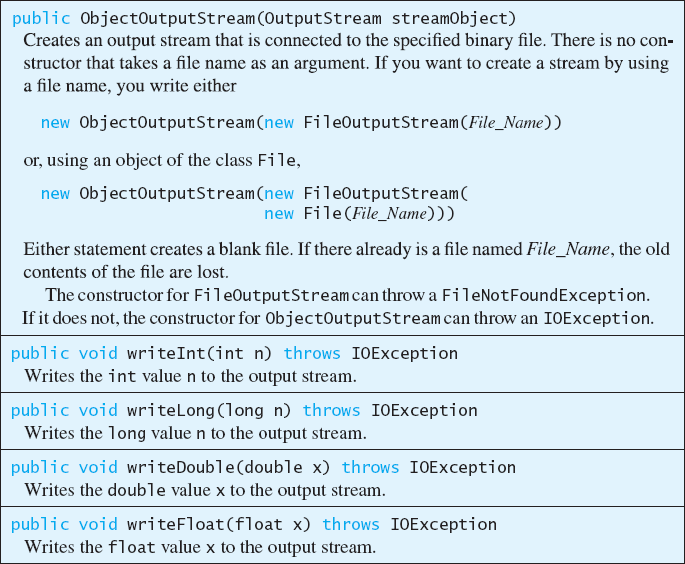 public ObjectOutputStream(OutputStream streamObject)
Creates an output stream that is connected to the specified binary file. There is no con-
structor that takes a file name as an argument. If you want to create a stream by using
a file name, you write either
new ObjectOutputStream(new FileOutputStream(File_Name))
or, using an object of the class File,
new ObjectOutputStream(new FileOutputStream(
new File(File_Name)))
Either statement creates a blank file. If there already is a file named File_Name, the old
contents of the file are lost.
The constructor for FileOutputStream can throw a FileNotFoundException.
If it does not, the constructor for ObjectOutputStream can throw an IOException.
public void writeInt(int n) throws IOException
Writes the int value n to the output stream.
public void writeLong(long n) throws IOException
Writes the long value n to the output stream.
public void writeDouble(double x) throws IOException
Writes the double value x to the output stream.
public void writeFloat(float x) throws IOException
Writes the float value x to the output stream.